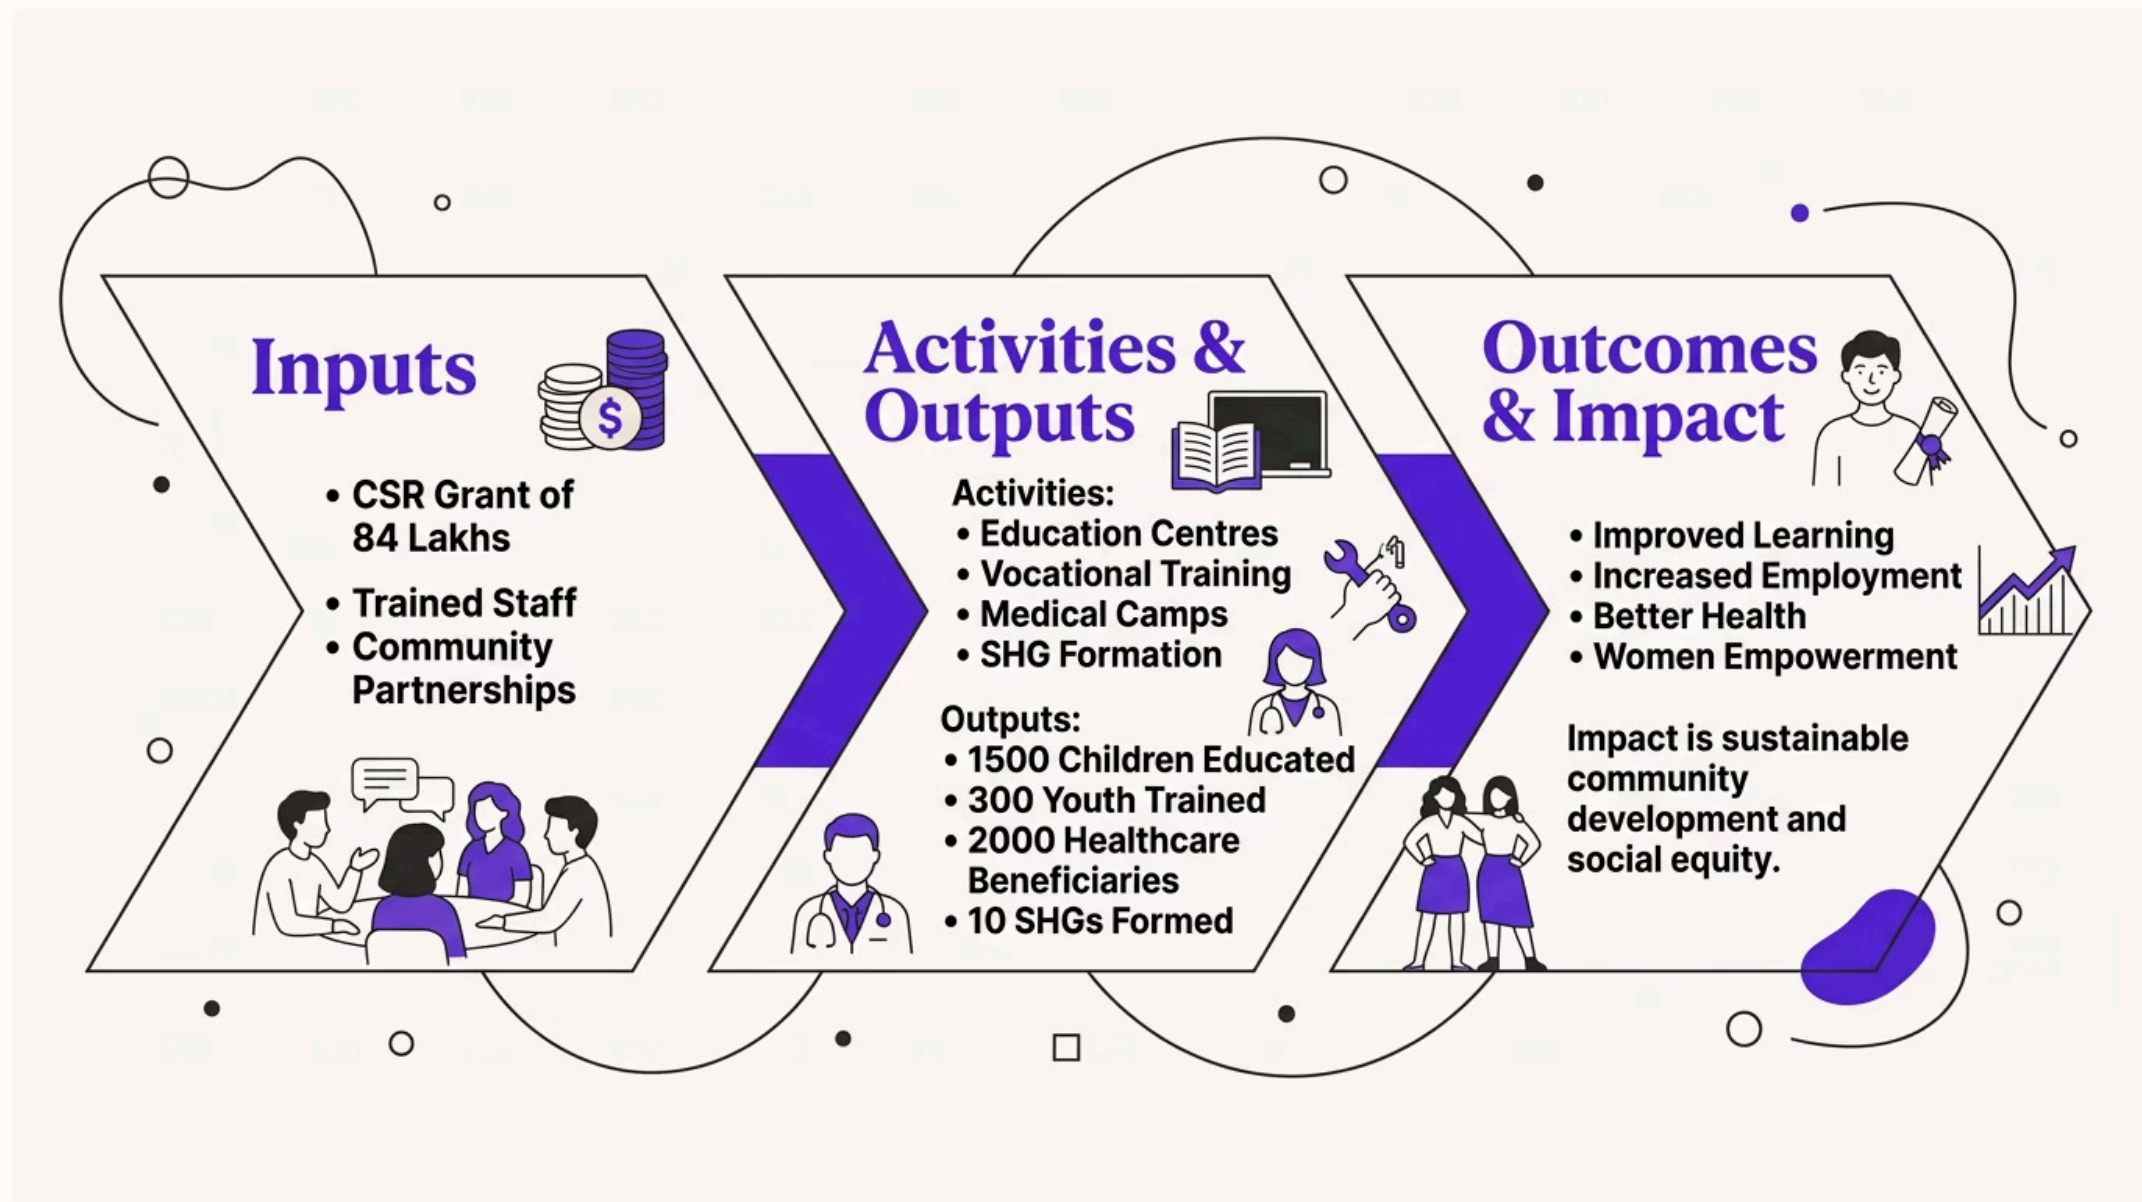 Inputs
$
• CSR Grant of
84 Lakhs
• Trained Staff
• Community
Partnerships
Activities &
Outputs
Activities:
• Education Centres
• Vocational Training
• Medical Camps
• SHG Formation
Outputs:
• 1500 Children Educated
• 300 Youth Trained
• 2000 Healthcare
Beneficiaries
• 10 SHGs Formed
Outcomes
& Impact
• Improved Learning
• Increased Employment
• Better Health
• Women Empowerment
Impact is sustainable
community
development and
social equity.